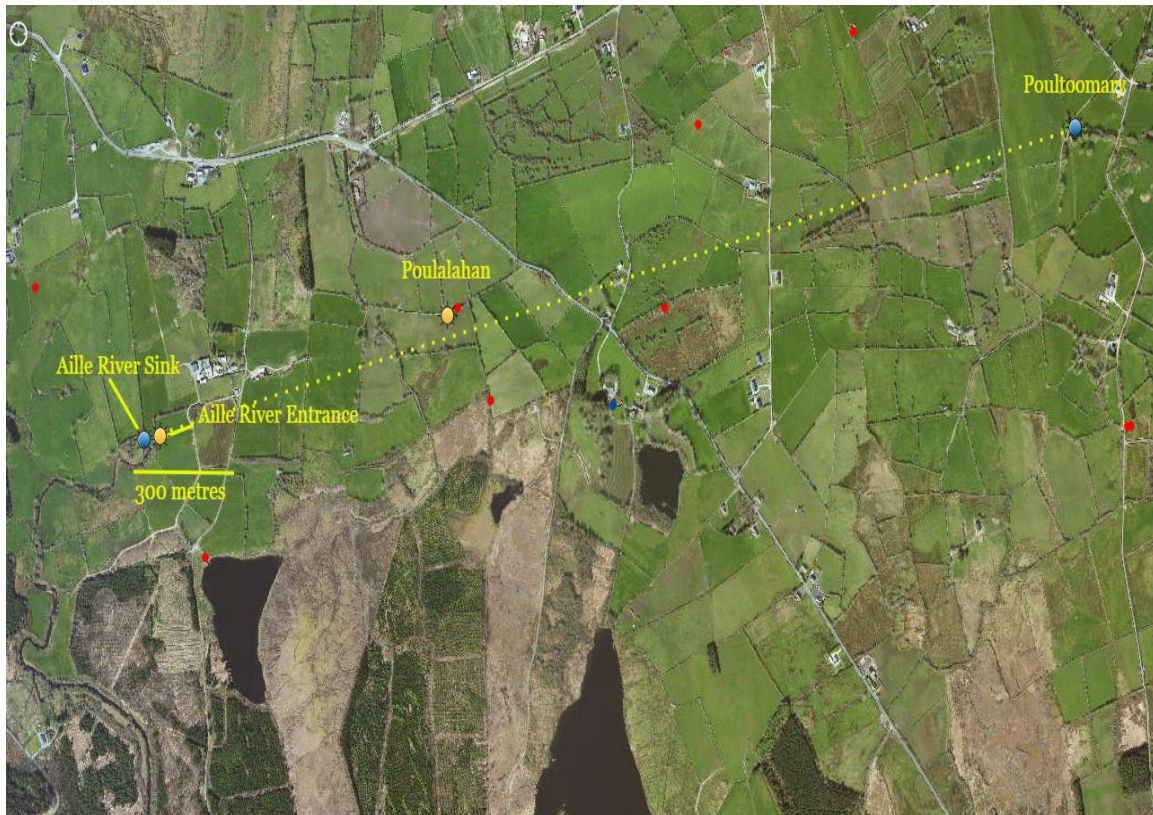 Poultoomary
Poulalahan
Aille River Sink
Aille River Entrance
300 metres